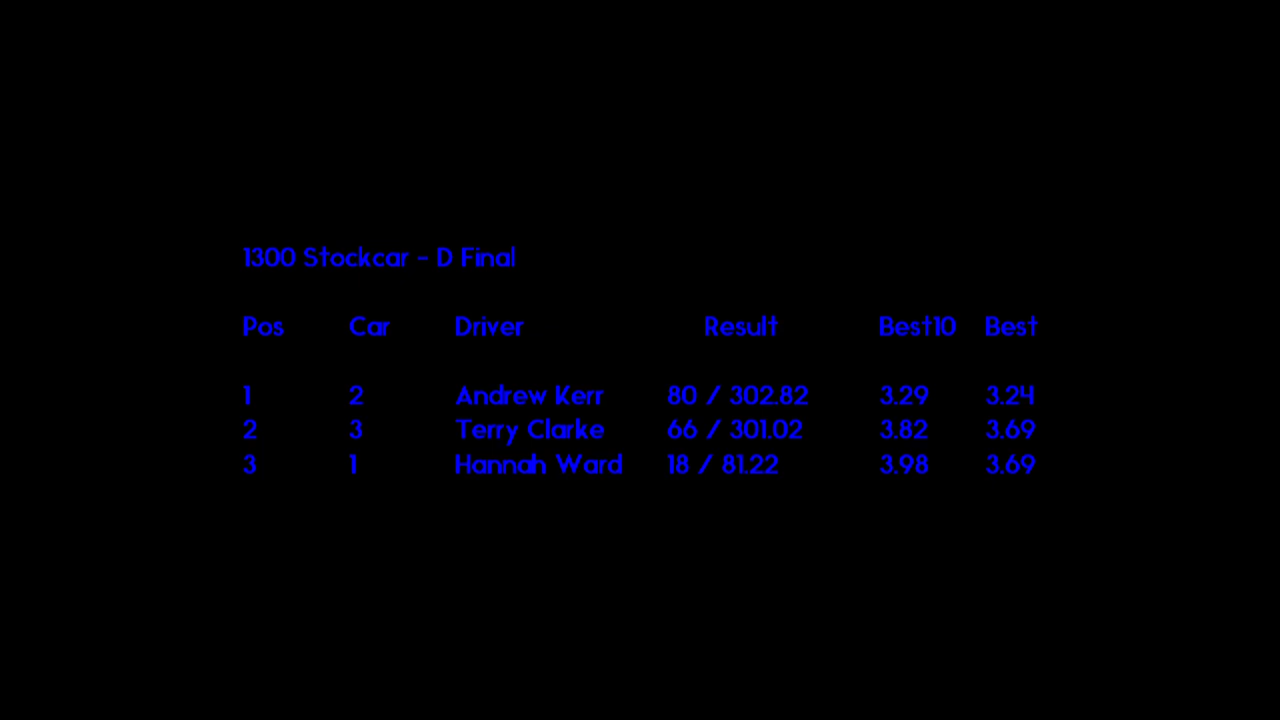 1300 Stockcar - D Final
Pos Car Driver Result Best10 Best
1 2 Andrew Kerr 80 / 302.82 3.29 3.24
2 3 Terry Clarke 66 / 301.02 3.82 3.69
3 1 Hannah Ward 18 / 81.22 3.98 3.69